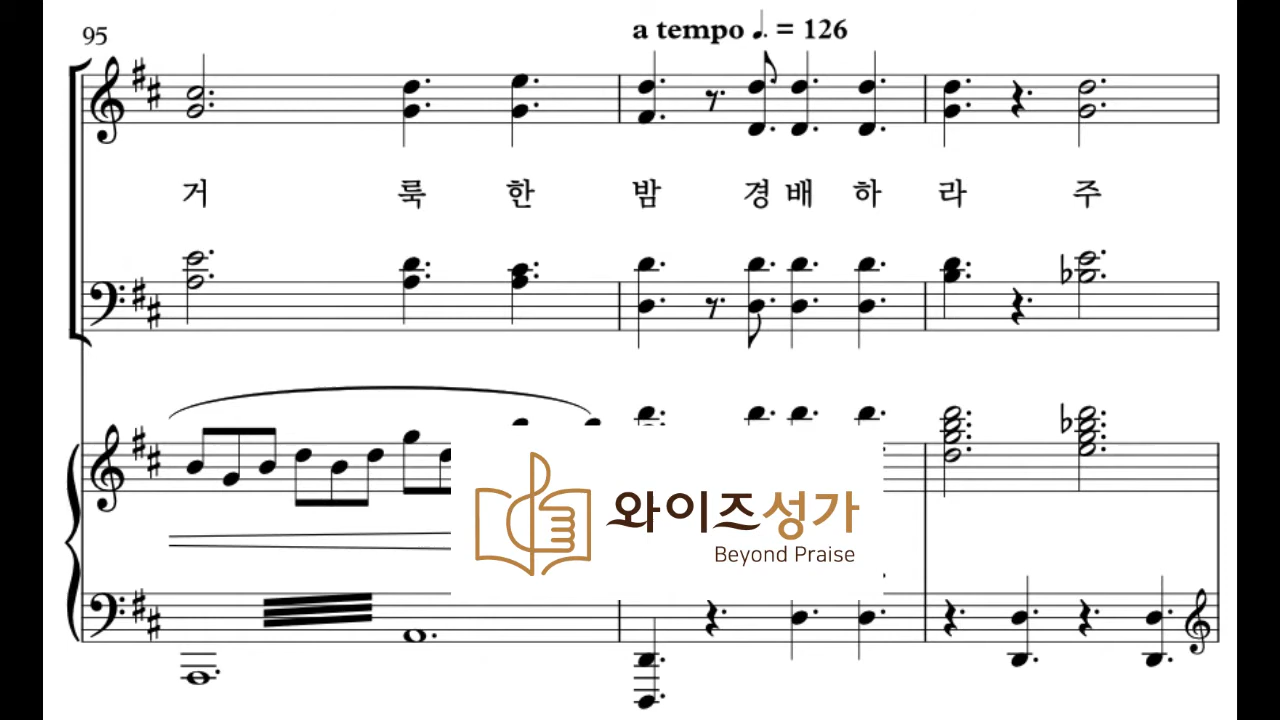 95
a tempo ♩. = 126
거 룩 한 밤 경 배 하 라 주
와이즈성가
Beyond Praise